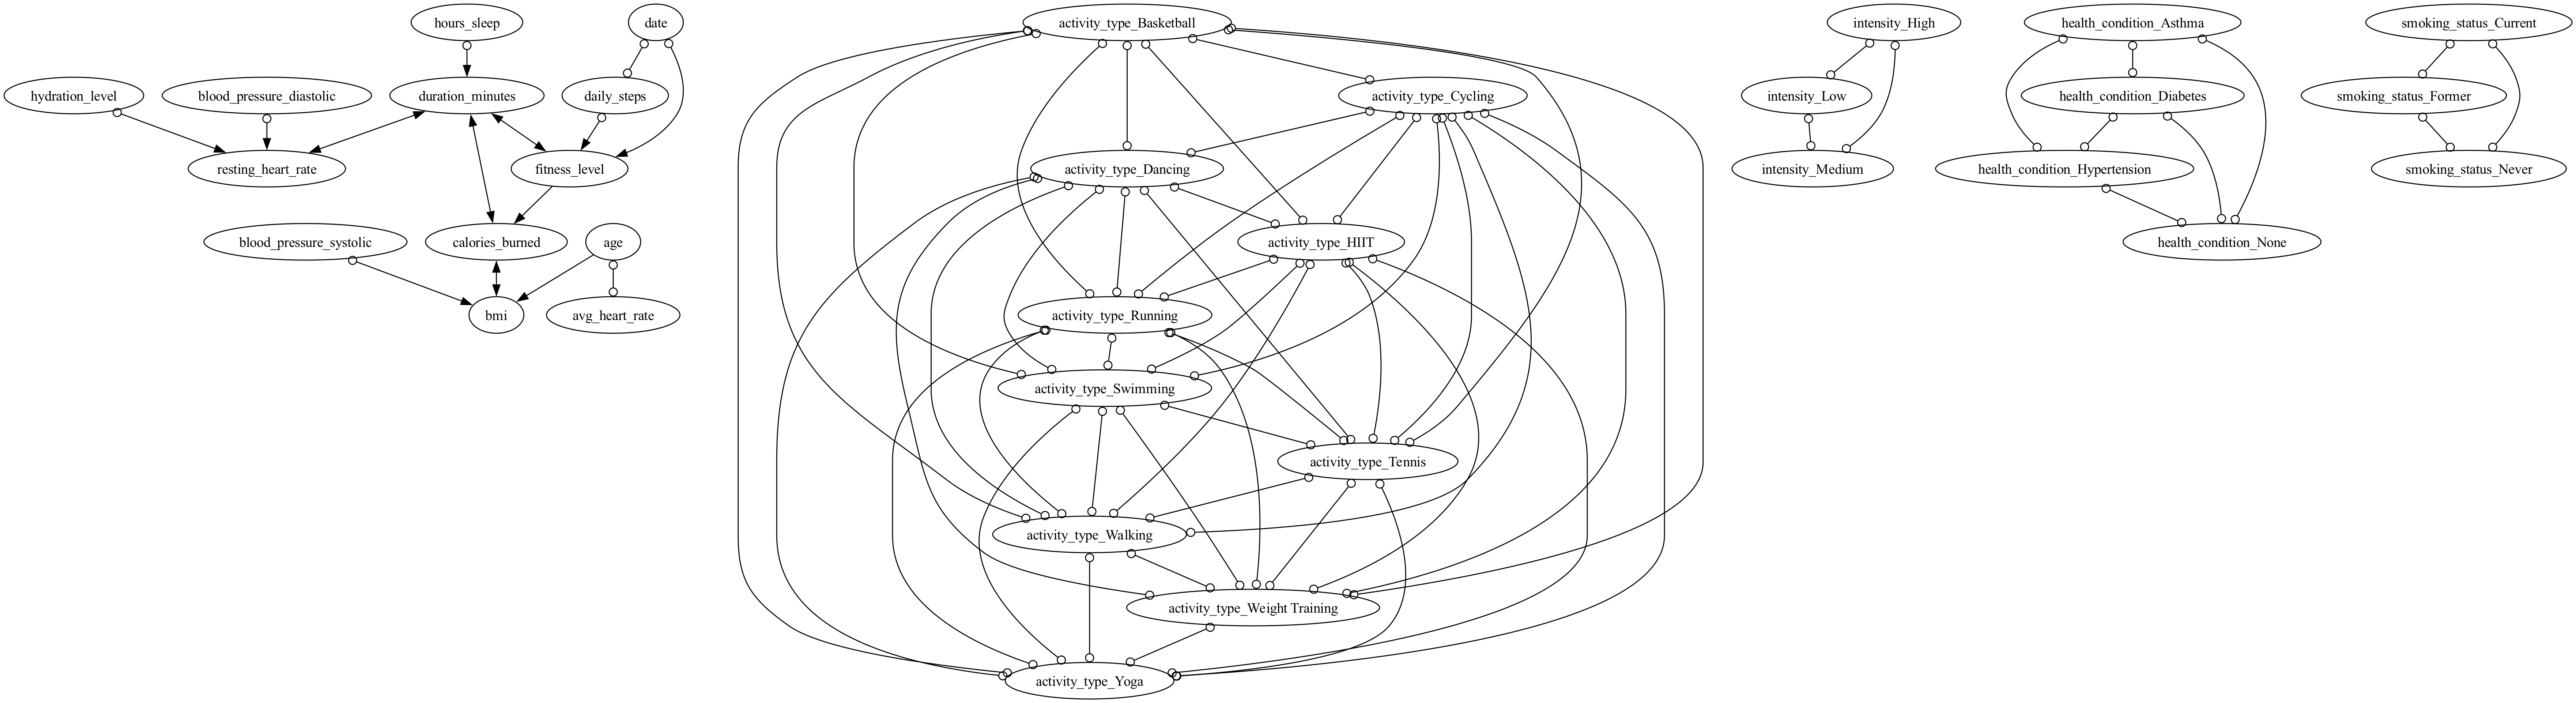 hours_sleep
date
activity_type_Basketball
intensity_High
health_condition_Asthma
smoking_status_Current
hydration_level
blood_pressure_diastolic
duration_minutes
daily_steps
activity_type_Cycling
intensity_Low
health_condition_Diabetes
smoking_status_Former
resting_heart_rate
fitness_level
activity_type_Dancing
intensity_Medium
health_condition_Hypertension
smoking_status_Never
blood_pressure_systolic
calories_burned
age
activity_type_HIIT
health_condition_None
bmi
avg_heart_rate
activity_type_Running
activity_type_Swimming
activity_type_Tennis
activity_type_Walking
activity_type_Weight Training
activity_type_Yoga